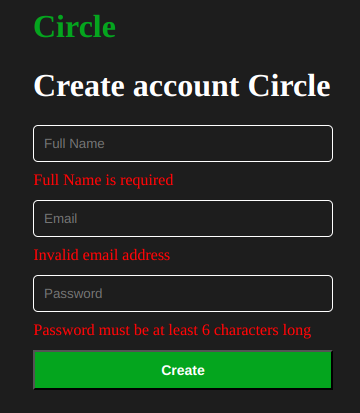 Circle
Create account Circle
Full Name
Full Name is required
Email
Invalid email address
Password
Password must be at least 6 characters long
Create